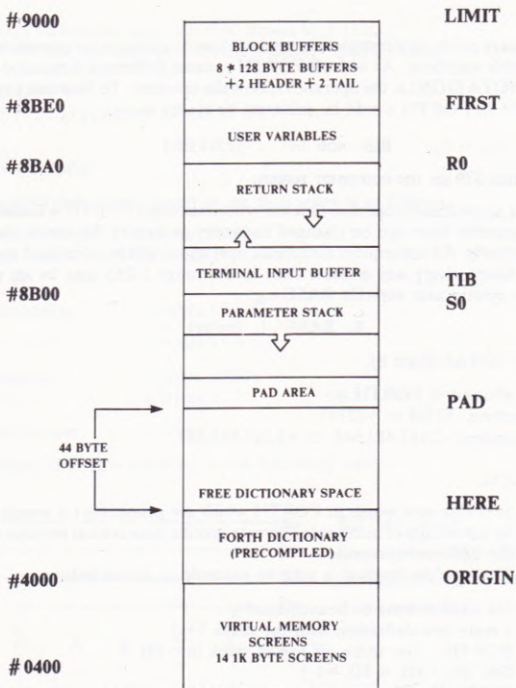 #9000
LIMIT
BLOCK BUFFERS
8 * 128 BYTE BUFFERS
+ 2 HEADER + 2 TAIL
#8BE0
FIRST
USER VARIABLES
#8BA0
R0
RETURN STACK
TERMINAL INPUT BUFFER
TIB
#8B00
S0
PARAMETER STACK
PAD AREA
PAD
44 BYTE
OFFSET
FREE DICTIONARY SPACE
HERE
FORTH DICTIONARY
(PRECOMPILED)
#4000
ORIGIN
VIRTUAL MEMORY
SCREENS
14 1K BYTE SCREENS
#0400